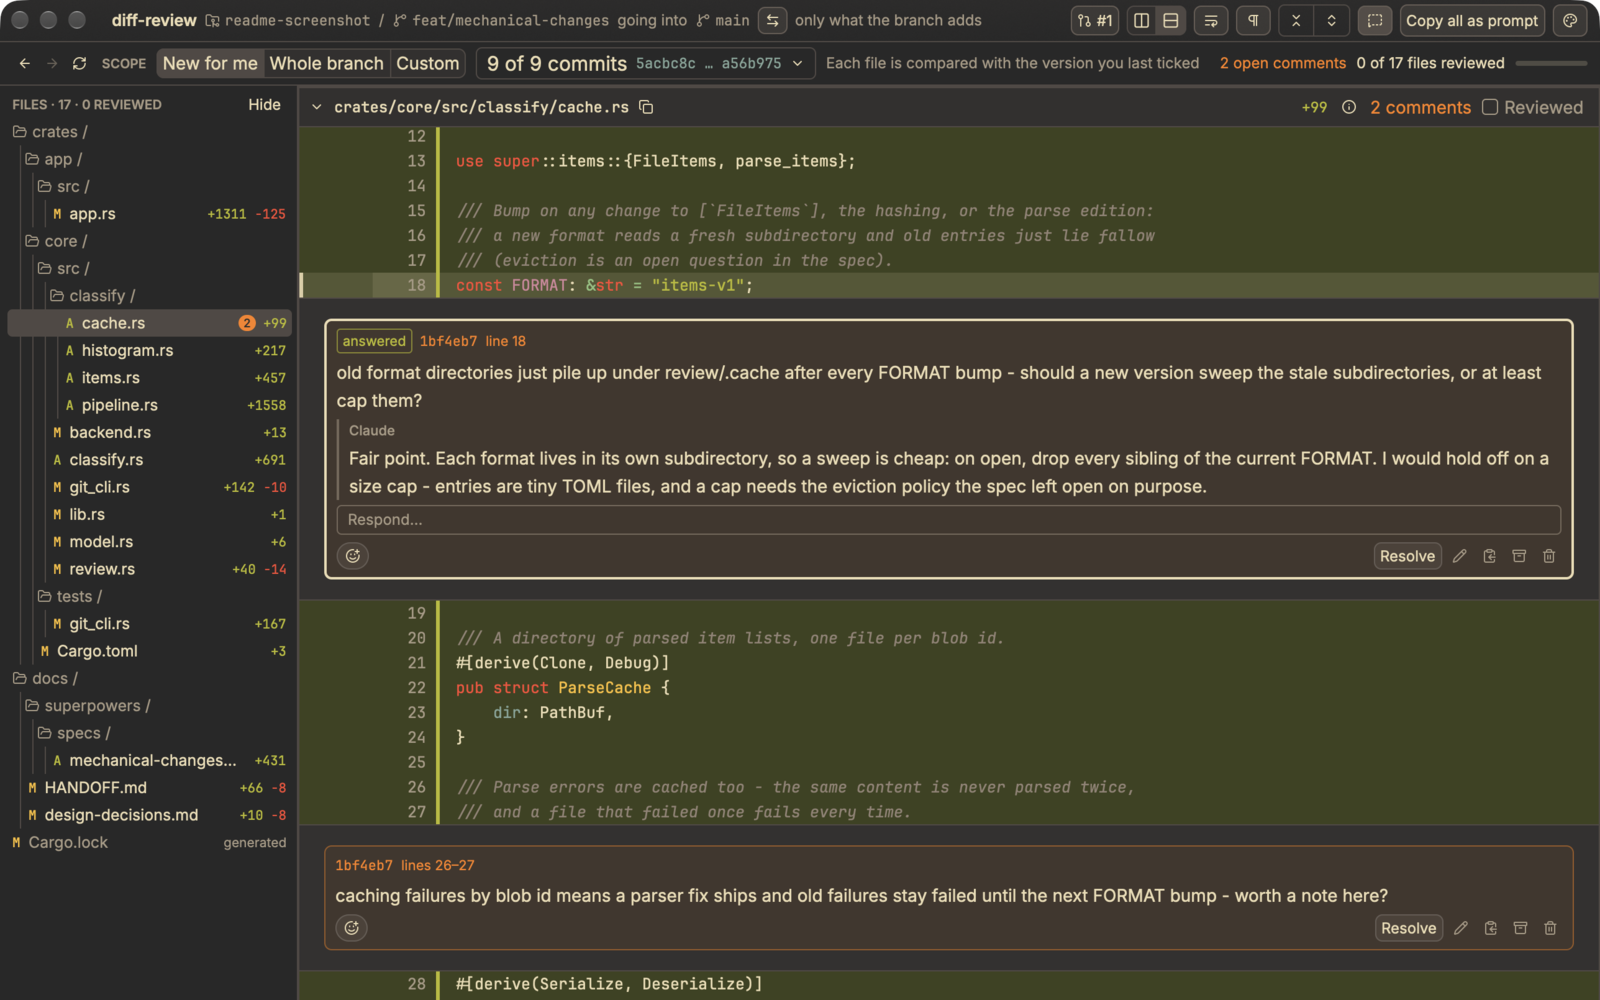 diff-review readme-screenshot / feat/mechanical-changes going into main only what the branch adds #1 Copy all as prompt
SCOPE New for me Whole branch Custom 9 of 9 commits 5acbc8c … a56b975 Each file is compared with the version you last ticked 2 open comments 0 of 17 files reviewed
FILES · 17 · 0 REVIEWED Hide
crates /
app /
src /
M app.rs +1311 -125
core /
src /
classify /
A cache.rs 2 +99
A histogram.rs +217
A items.rs +457
A pipeline.rs +1558
M backend.rs +13
A classify.rs +691
M git_cli.rs +142 -10
M lib.rs +1
M model.rs +6
M review.rs +40 -14
tests /
M git_cli.rs +167
M Cargo.toml +3
docs /
superpowers /
specs /
A mechanical-changes... +431
M HANDOFF.md +66 -8
M design-decisions.md +10 -8
M Cargo.lock generated
crates/core/src/classify/cache.rs +99 2 comments Reviewed
12
13 use super::items::{FileItems, parse_items};
14
15 /// Bump on any change to [`FileItems`], the hashing, or the parse edition:
16 /// a new format reads a fresh subdirectory and old entries just lie fallow
17 /// (eviction is an open question in the spec).
18 const FORMAT: &str = "items-v1";
answered 1bf4eb7 line 18
old format directories just pile up under review/.cache after every FORMAT bump - should a new version sweep the stale subdirectories, or at least
cap them?
Claude
Fair point. Each format lives in its own subdirectory, so a sweep is cheap: on open, drop every sibling of the current FORMAT. I would hold off on a
size cap - entries are tiny TOML files, and a cap needs the eviction policy the spec left open on purpose.
Respond...
Resolve
19
20 /// A directory of parsed item lists, one file per blob id.
21 #[derive(Clone, Debug)]
22 pub struct ParseCache {
23 dir: PathBuf,
24 }
25
26 /// Parse errors are cached too - the same content is never parsed twice,
27 /// and a file that failed once fails every time.
1bf4eb7 lines 26–27
caching failures by blob id means a parser fix ships and old failures stay failed until the next FORMAT bump - worth a note here?
Resolve
28 #[derive(Serialize, Deserialize)]